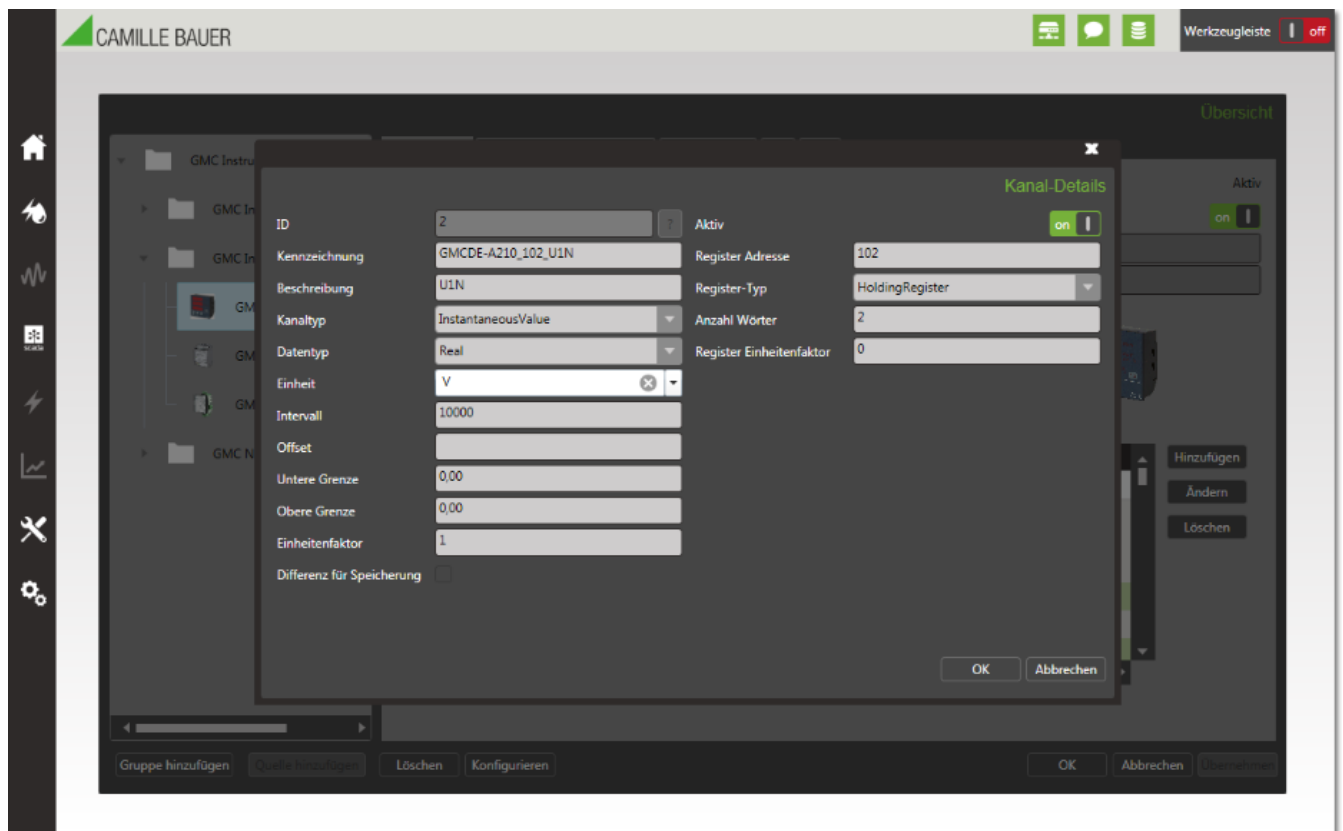 CAMILLE BAUER
Werkzeugleiste off
Übersicht
GMC Instru
GMC In
GMC In
GM
GM
GM
GMC N
Aktiv
on
Kanal-Details
ID 2 ?
Kennzeichnung GMCDE-A210_102_U1N
Beschreibung U1N
Kanaltyp InstantaneousValue
Datentyp Real
Einheit V
Intervall 10000
Offset
Untere Grenze 0,00
Obere Grenze 0,00
Einheitenfaktor 1
Differenz für Speicherung
Aktiv on
Register Adresse 102
Register-Typ HoldingRegister
Anzahl Wörter 2
Register Einheitenfaktor 0
OK Abbrechen
Hinzufügen
Ändern
Löschen
Gruppe hinzufügen Quelle hinzufügen Löschen Konfigurieren OK Abbrechen Übernehmen